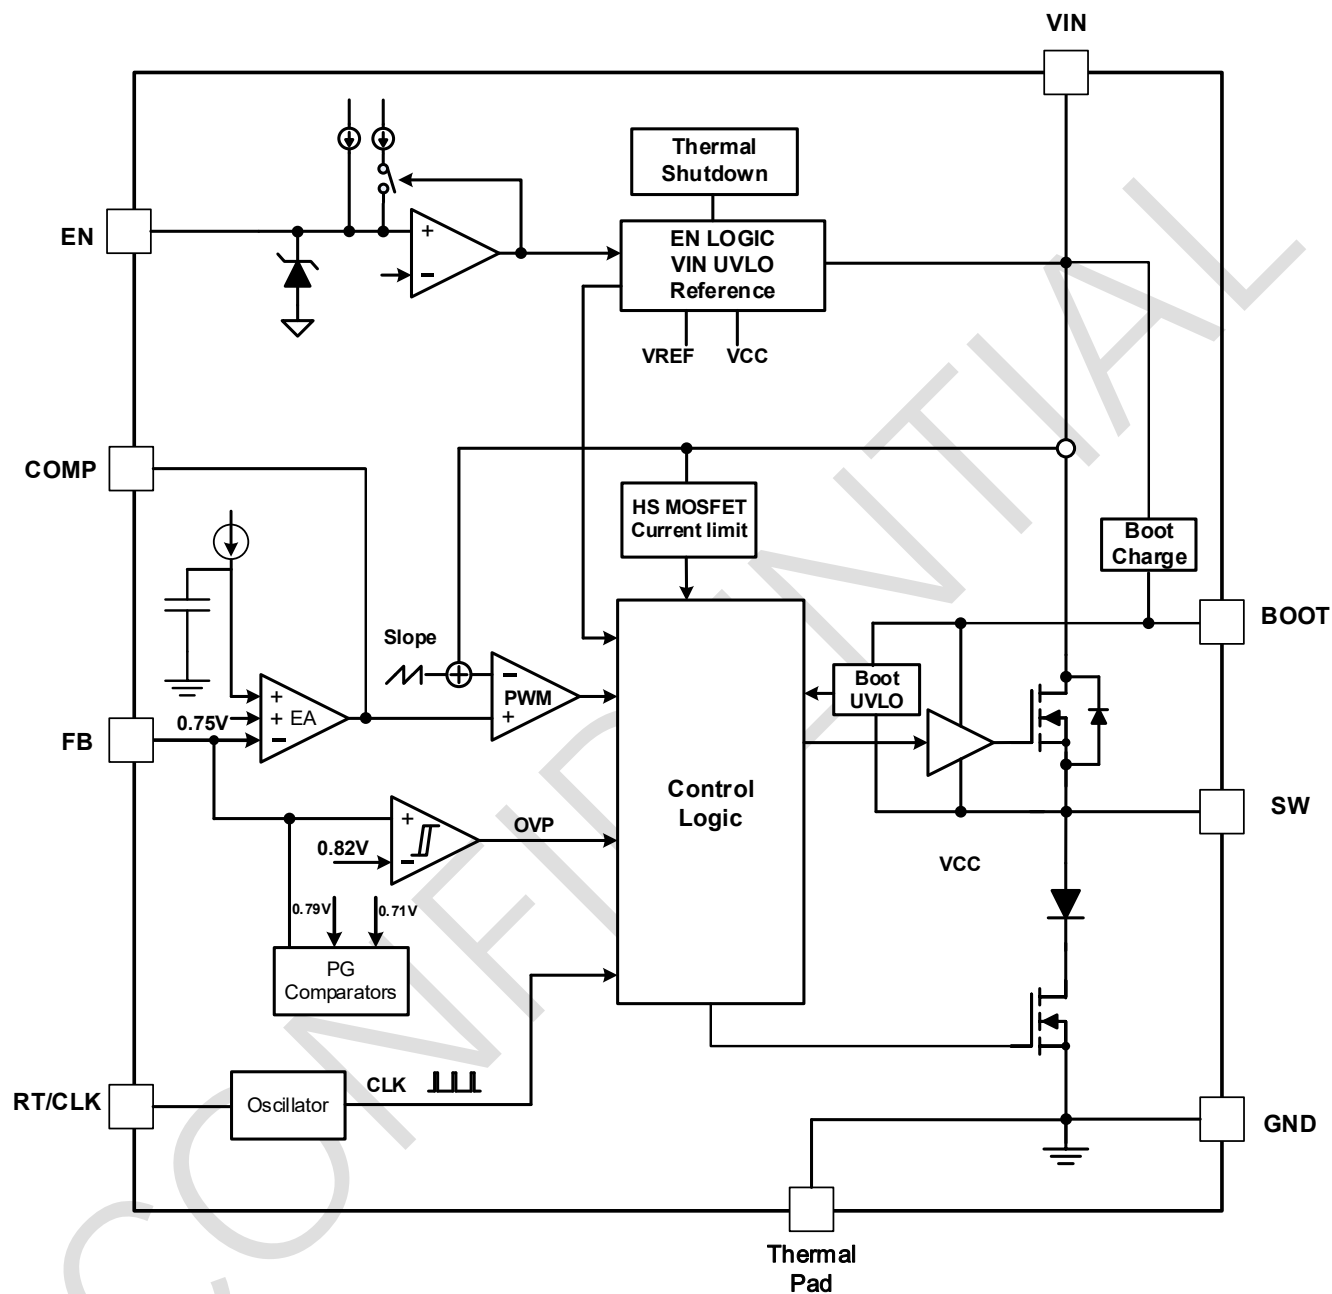 VIN
Thermal
Shutdown
EN
+
−
EN LOGIC
VIN UVLO
Reference
VREF
VCC
COMP
HS MOSFET
Current limit
Boot
Charge
BOOT
Slope
+
−
PWM
+
Boot
UVLO
+
0.75V
+ EA
−
FB
Control
Logic
SW
+
−
OVP
0.82V
VCC
0.79V
0.71V
PG
Comparators
RT/CLK
Oscillator
CLK
GND
Thermal
Pad
CONFIDENTIAL